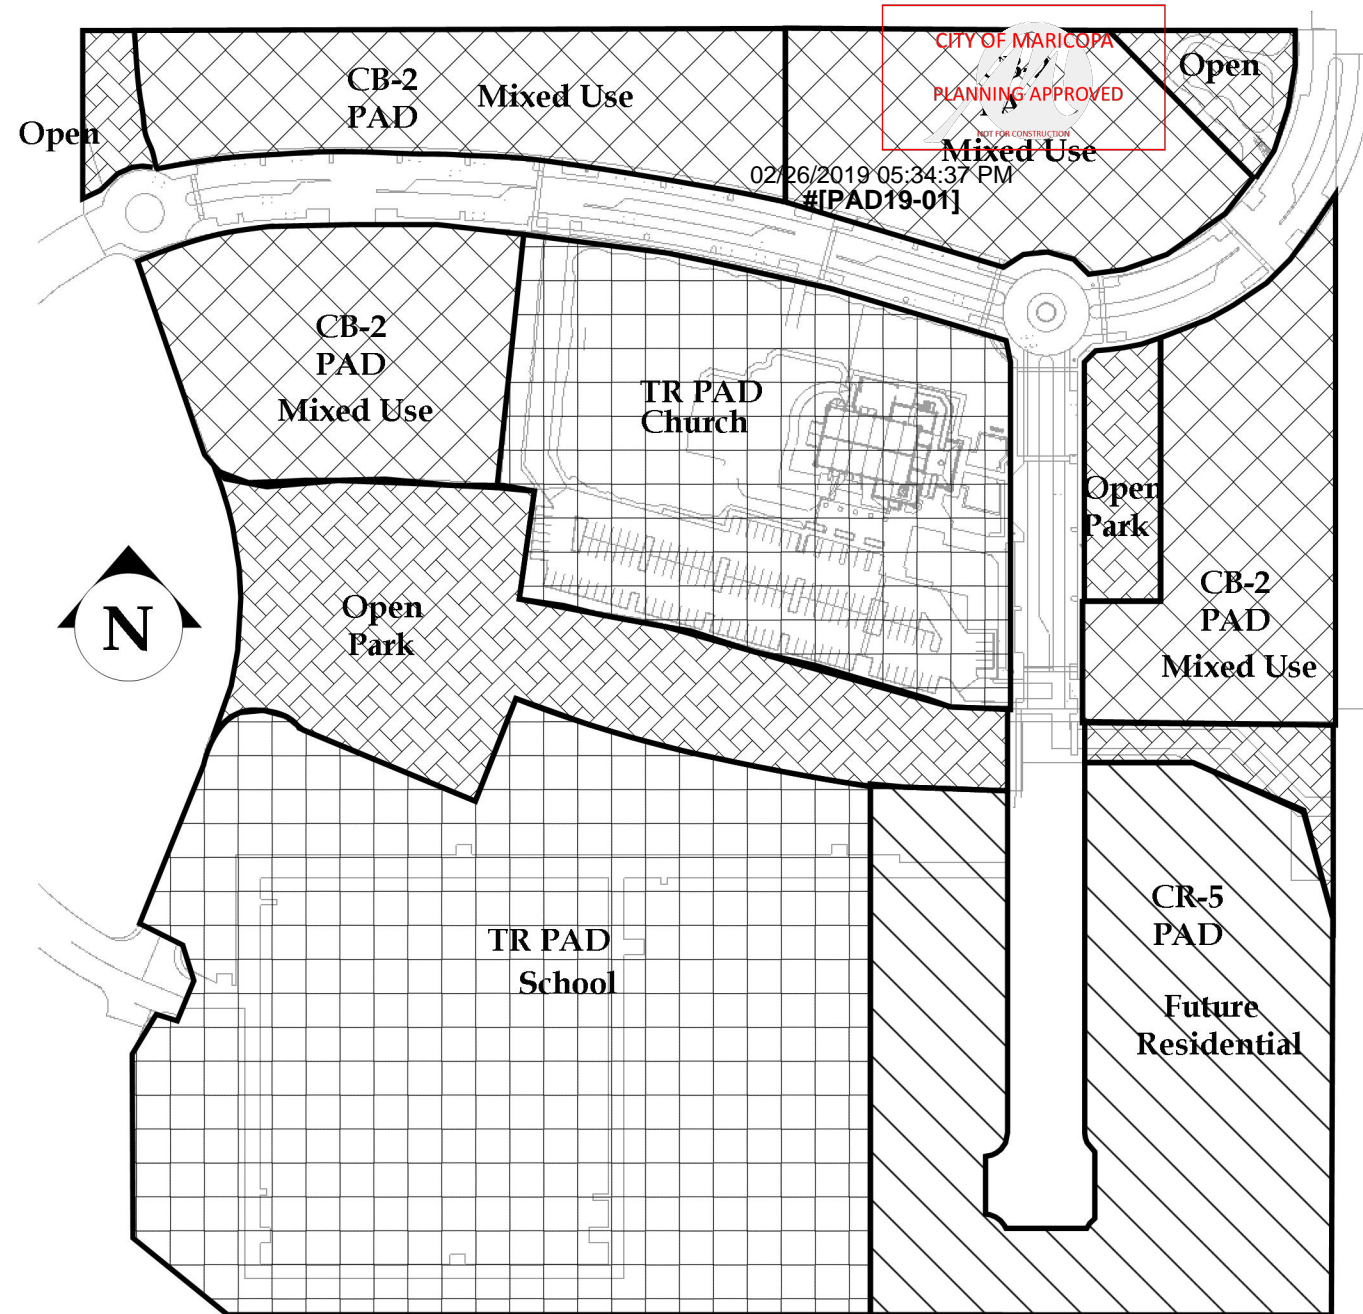 CITY OF MARICOPA
PLANNING APPROVED
NOT FOR CONSTRUCTION
Open
CB-2
PAD
Mixed Use
Open
Mixed Use
02/26/2019 05:34:37 PM
#[PAD19-01]
CB-2
PAD
Mixed Use
TR PAD
Church
Open
Park
CB-2
PAD
Mixed Use
N
Open
Park
TR PAD
School
CR-5
PAD
Future
Residential